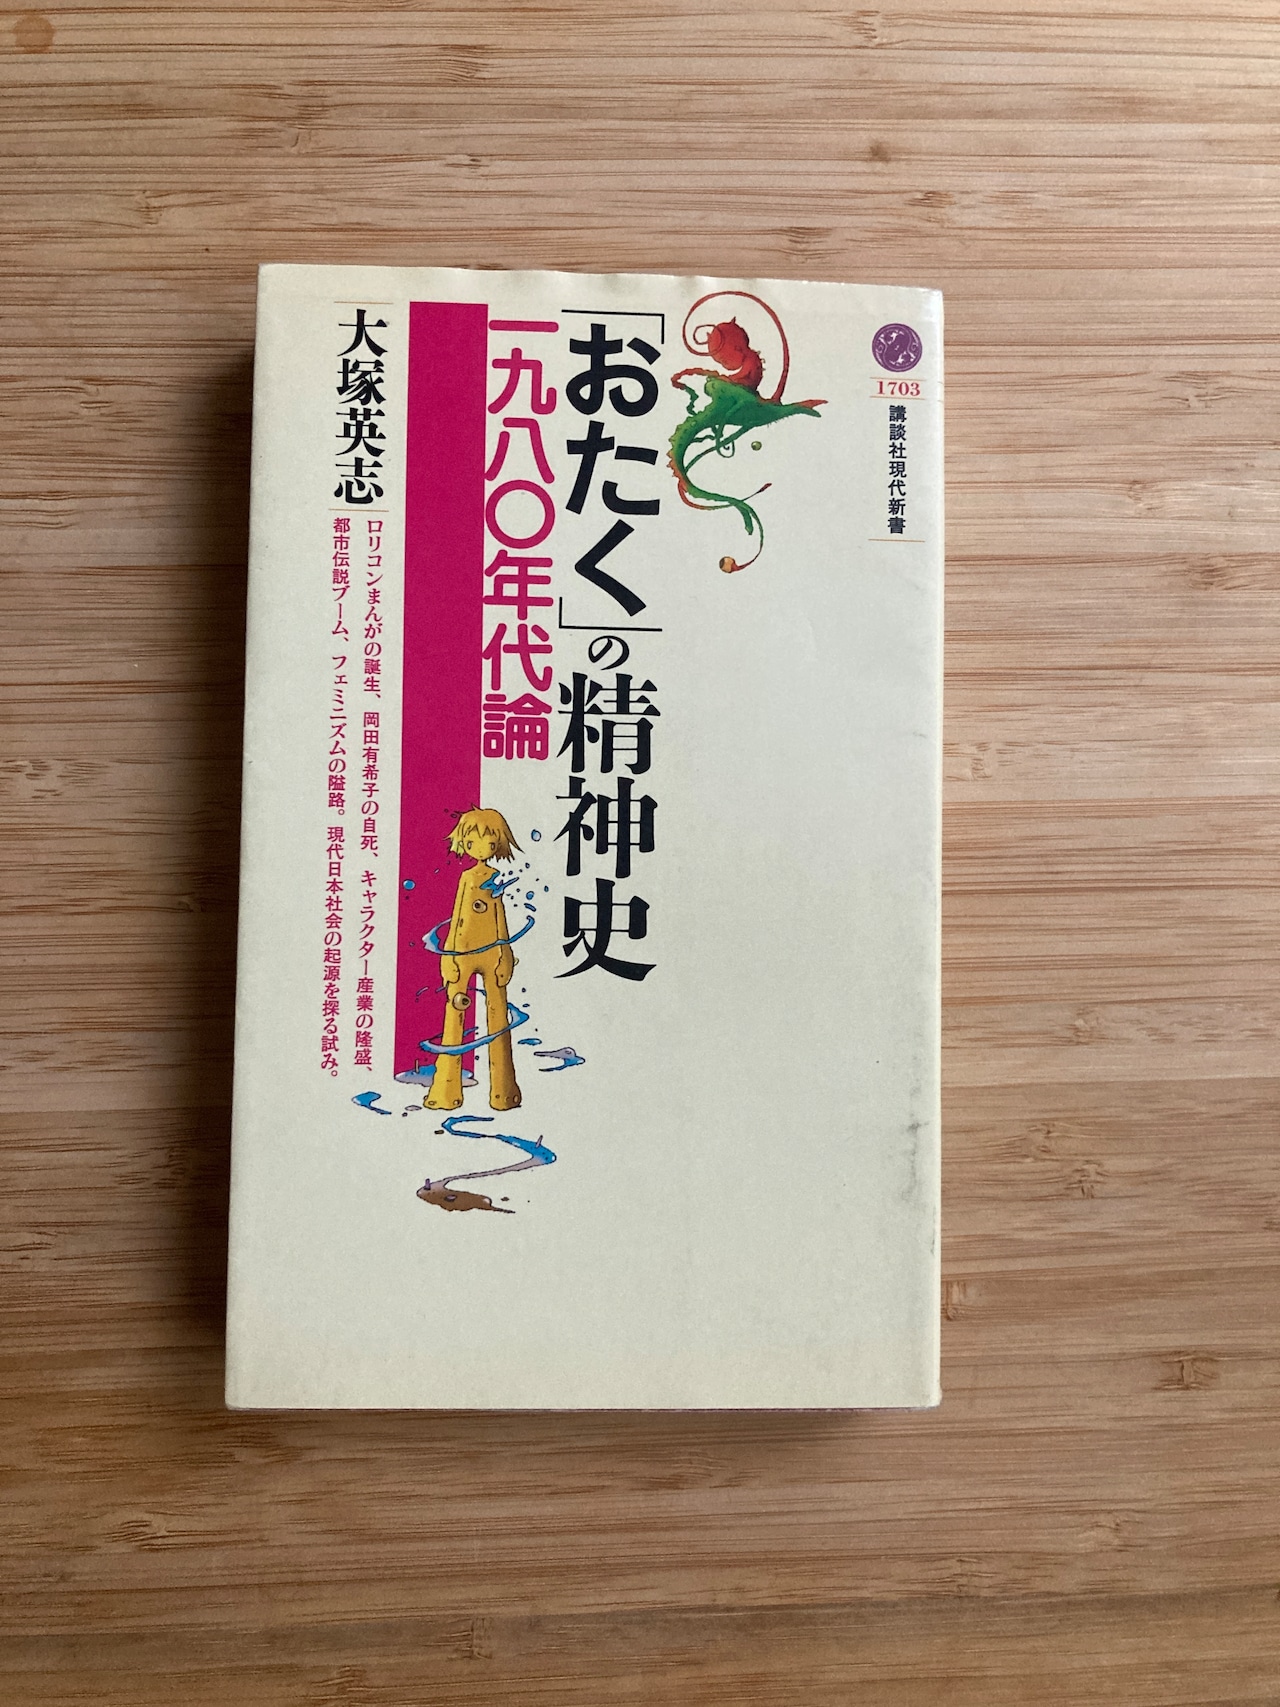 1703
講談社現代新書
「おたく」の精神史
一九八〇年代論
大塚英志
ロリコンまんがの誕生、岡田有希子の自死、キャラクター産業の隆盛、
都市伝説ブーム、フェミニズムの隘路。現代日本社会の起源を探る試み。